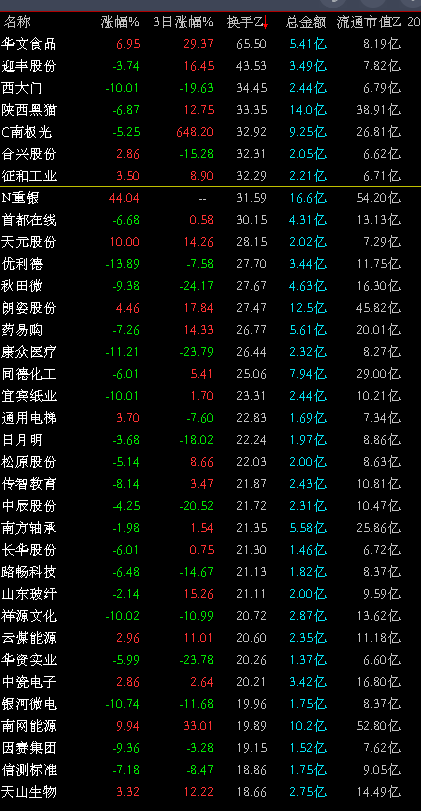 名称 涨幅% 3日涨幅% 换手Z 总金额 流通市值Z 20
华文食品 6.95 29.37 65.50 5.41亿 8.19亿
迎丰股份 -3.74 16.45 43.53 3.49亿 7.82亿
西大门 -10.01 -19.63 34.45 2.44亿 6.79亿
陕西黑猫 -6.87 12.75 33.35 14.0亿 38.91亿
C南极光 -5.25 648.20 32.92 9.25亿 26.81亿
合兴股份 2.86 -15.28 32.31 2.05亿 6.62亿
征和工业 3.50 8.90 32.29 2.21亿 6.71亿
N重银 44.04 -- 31.59 16.6亿 54.20亿
首都在线 -6.68 0.58 30.15 4.31亿 13.13亿
天元股份 10.00 14.26 28.15 2.02亿 7.29亿
优利德 -13.89 -7.58 27.70 3.44亿 11.75亿
秋田微 -9.38 -24.17 27.67 4.63亿 16.30亿
朗姿股份 4.46 17.84 27.47 12.5亿 45.82亿
药易购 -7.26 14.33 26.77 5.61亿 20.01亿
康众医疗 -11.21 -23.79 26.44 2.32亿 8.27亿
同德化工 -6.01 5.41 25.06 7.94亿 29.00亿
宜宾纸业 -10.01 1.70 23.31 2.44亿 10.21亿
通用电梯 3.70 -7.60 22.83 1.69亿 7.34亿
日月明 -3.68 -18.02 22.24 1.97亿 8.86亿
松原股份 -5.14 8.66 22.03 2.00亿 8.63亿
传智教育 -8.14 3.47 21.87 2.43亿 10.81亿
中辰股份 -4.25 -20.52 21.72 2.31亿 10.47亿
南方轴承 -1.98 1.54 21.35 5.58亿 25.86亿
长华股份 -6.01 0.75 21.30 1.46亿 6.72亿
路畅科技 -6.48 -14.67 21.13 1.82亿 8.37亿
山东玻纤 -2.14 15.26 21.11 2.00亿 9.59亿
祥源文化 -10.02 -10.99 20.72 2.87亿 13.62亿
云煤能源 2.96 11.01 20.60 2.35亿 11.18亿
华资实业 -5.99 -23.78 20.26 1.37亿 6.60亿
中瓷电子 2.86 2.64 20.21 3.42亿 16.80亿
银河微电 -10.74 -11.68 19.96 1.75亿 8.37亿
南网能源 9.94 33.01 19.89 10.2亿 52.80亿
因赛集团 -9.36 -3.28 19.15 1.52亿 7.62亿
信测标准 -7.18 -8.47 18.86 1.75亿 9.05亿
天山生物 3.32 12.22 18.66 2.75亿 14.49亿